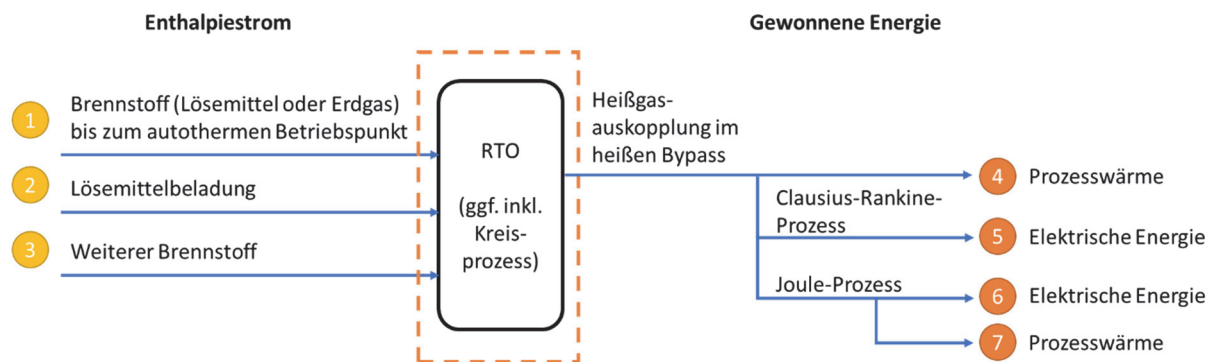 Enthalpiestrom
Gewonnene Energie
1
Brennstoff (Lösemittel oder Erdgas)
bis zum autothermen Betriebspunkt
2
Lösemittelbeladung
3
Weiterer Brennstoff
RTO
(ggf. inkl.
Kreis-
prozess)
Heißgas-
auskopplung im
heißen Bypass
4
Prozesswärme
Clausius-Rankine-
Prozess
5
Elektrische Energie
Joule-Prozess
6
Elektrische Energie
7
Prozesswärme